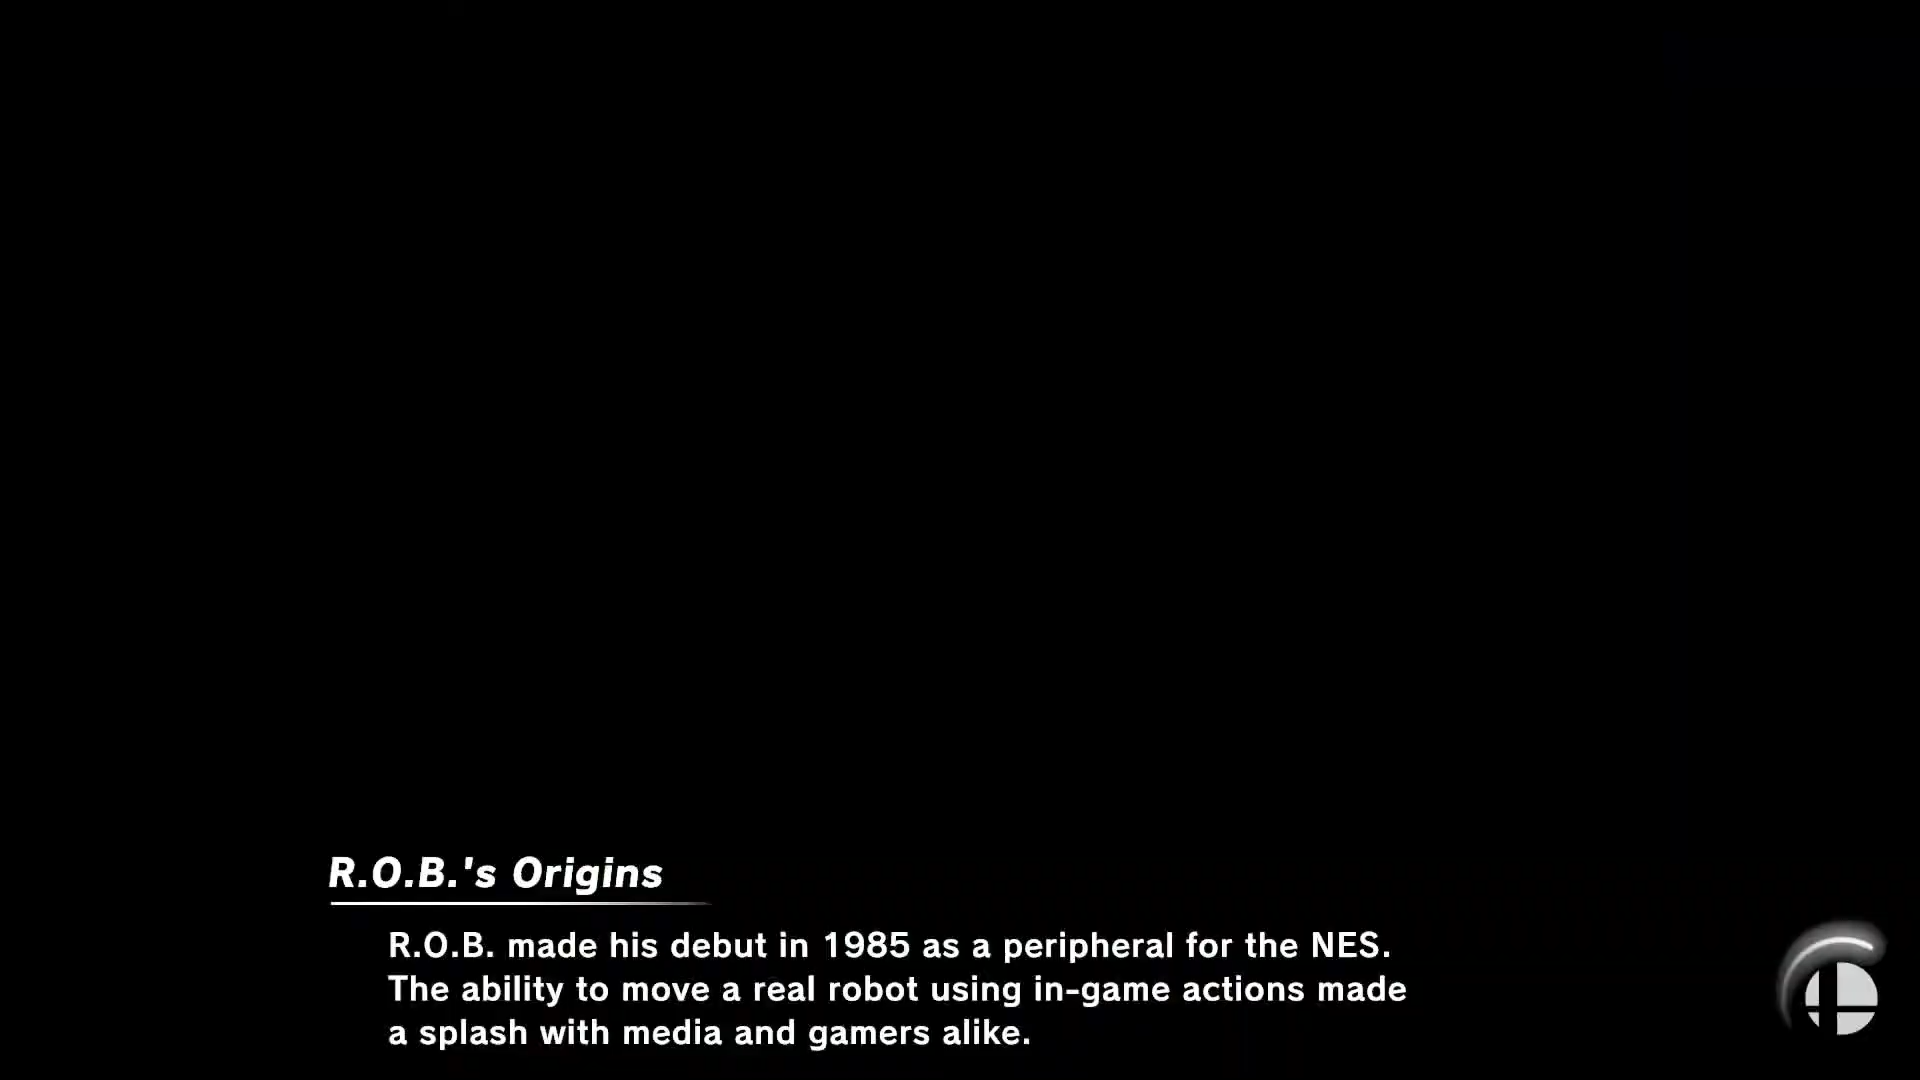 R.O.B.'s Origins
R.O.B. made his debut in 1985 as a peripheral for the NES.
The ability to move a real robot using in-game actions made
a splash with media and gamers alike.